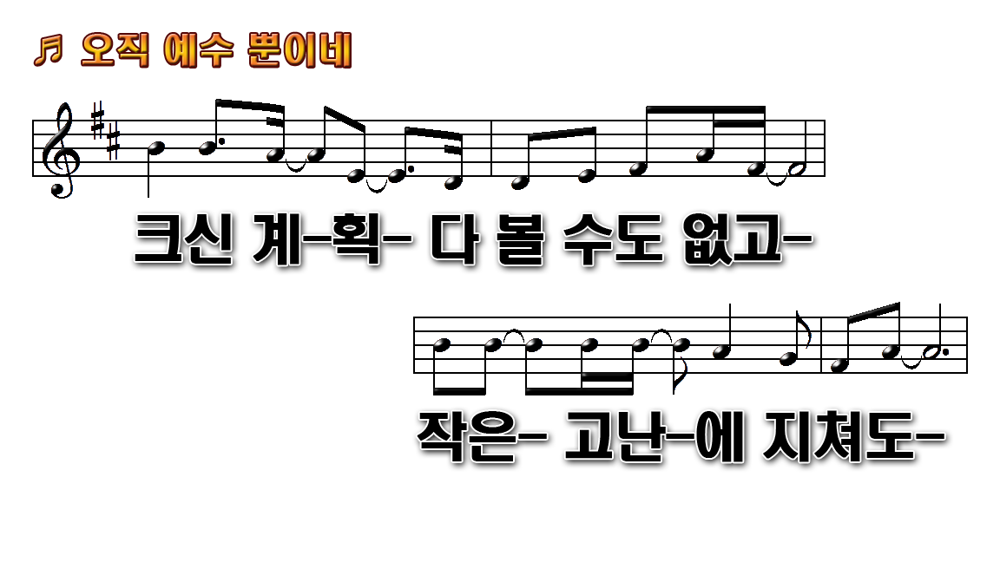 ♬ 오직 예수 뿐이네
크신 계-획- 다 볼 수도 없고-
작은- 고난-에 지쳐도-